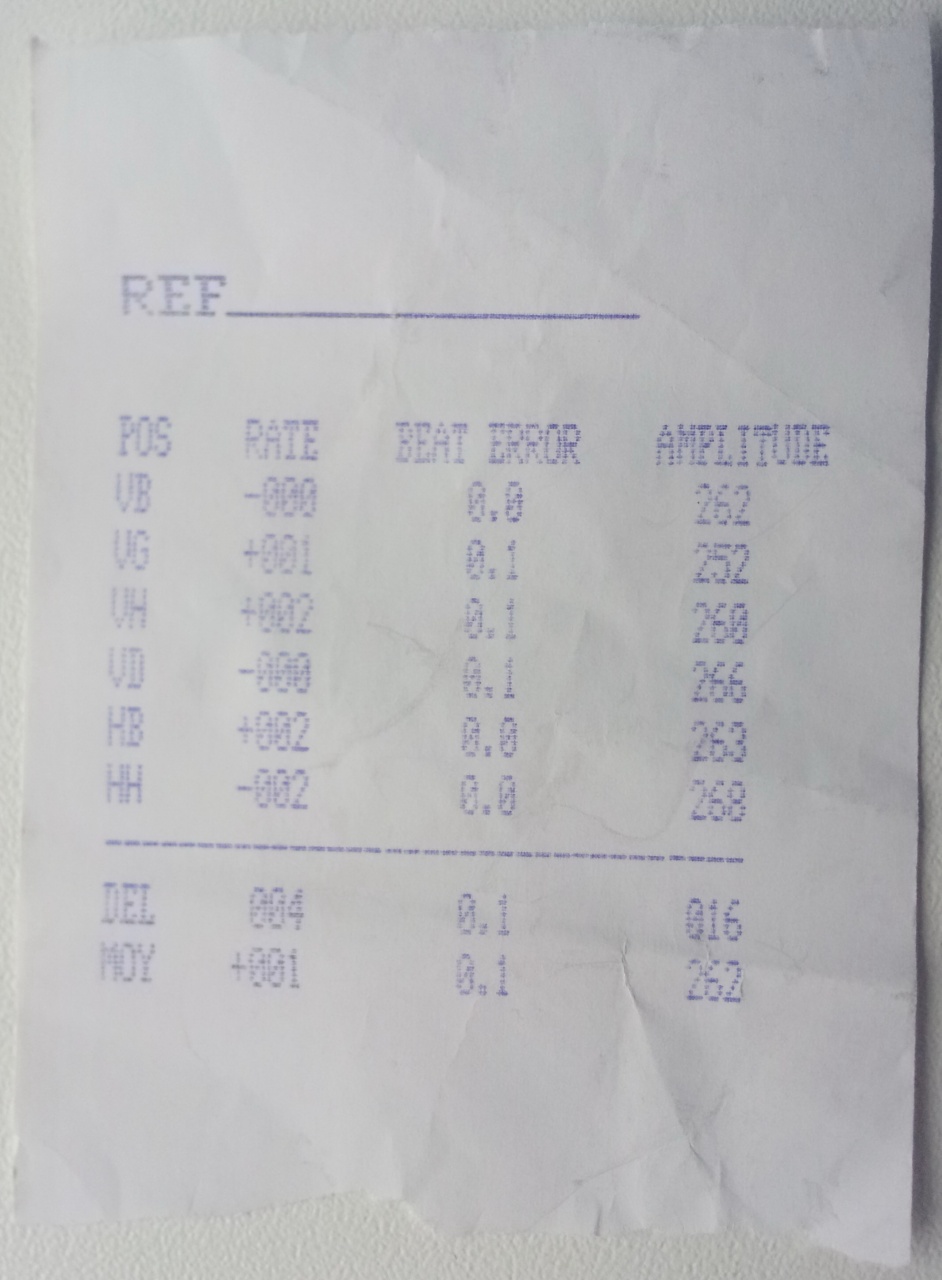 REF
POS RATE BEAT ERROR AMPLITUDE
VB -000 0.0 262
VG +001 0.1 252
VH +002 0.1 260
VD -000 0.1 266
HB +002 0.0 263
HH -002 0.0 268
DEL 004 0.1 016
MOY +001 0.1 262